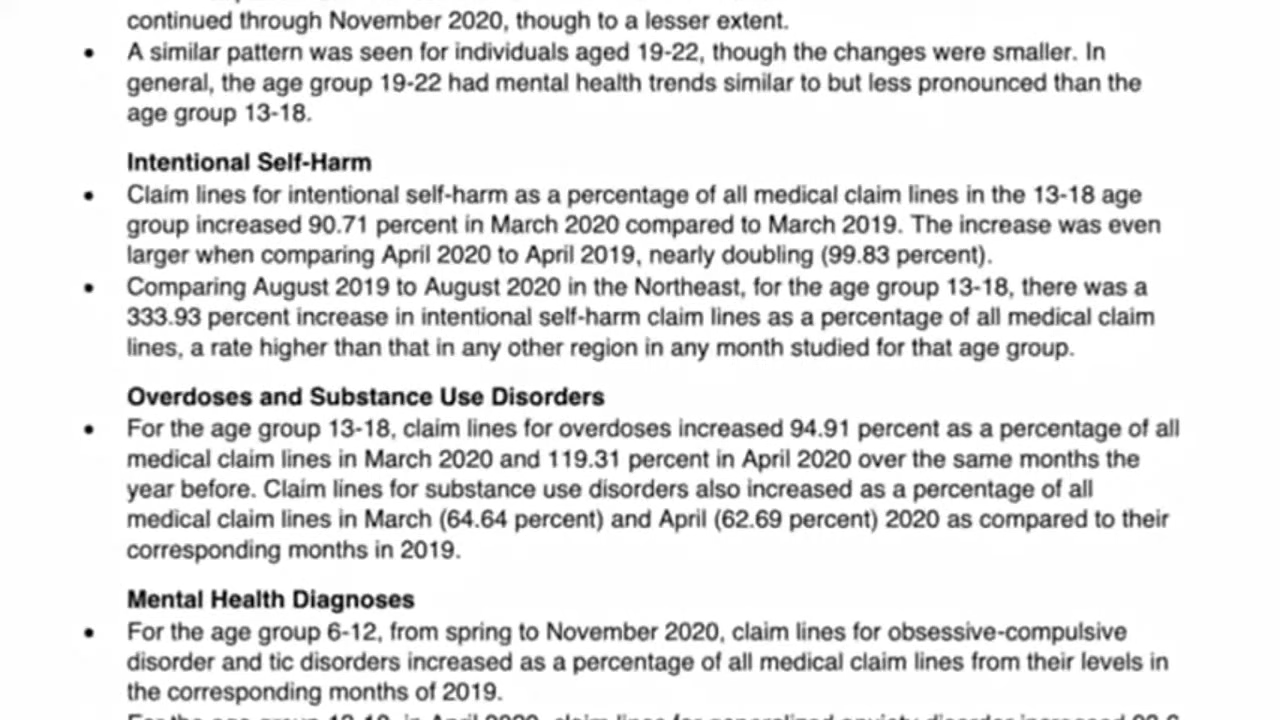 continued through November 2020, though to a lesser extent.
• A similar pattern was seen for individuals aged 19-22, though the changes were smaller. In
general, the age group 19-22 had mental health trends similar to but less pronounced than the
age group 13-18.
Intentional Self-Harm
• Claim lines for intentional self-harm as a percentage of all medical claim lines in the 13-18 age
group increased 90.71 percent in March 2020 compared to March 2019. The increase was even
larger when comparing April 2020 to April 2019, nearly doubling (99.83 percent).
• Comparing August 2019 to August 2020 in the Northeast, for the age group 13-18, there was a
333.93 percent increase in intentional self-harm claim lines as a percentage of all medical claim
lines, a rate higher than that in any other region in any month studied for that age group.
Overdoses and Substance Use Disorders
• For the age group 13-18, claim lines for overdoses increased 94.91 percent as a percentage of all
medical claim lines in March 2020 and 119.31 percent in April 2020 over the same months the
year before. Claim lines for substance use disorders also increased as a percentage of all
medical claim lines in March (64.64 percent) and April (62.69 percent) 2020 as compared to their
corresponding months in 2019.
Mental Health Diagnoses
• For the age group 6-12, from spring to November 2020, claim lines for obsessive-compulsive
disorder and tic disorders increased as a percentage of all medical claim lines from their levels in
the corresponding months of 2019.